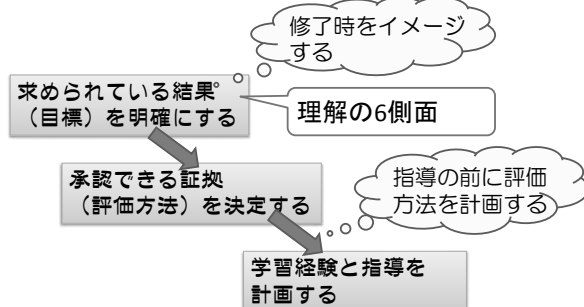 修了時をイメージ
する
求められている結果
（目標）を明確にする
理解の6側面
承認できる証拠
（評価方法）を決定する
指導の前に評価
方法を計画する
学習経験と指導を
計画する